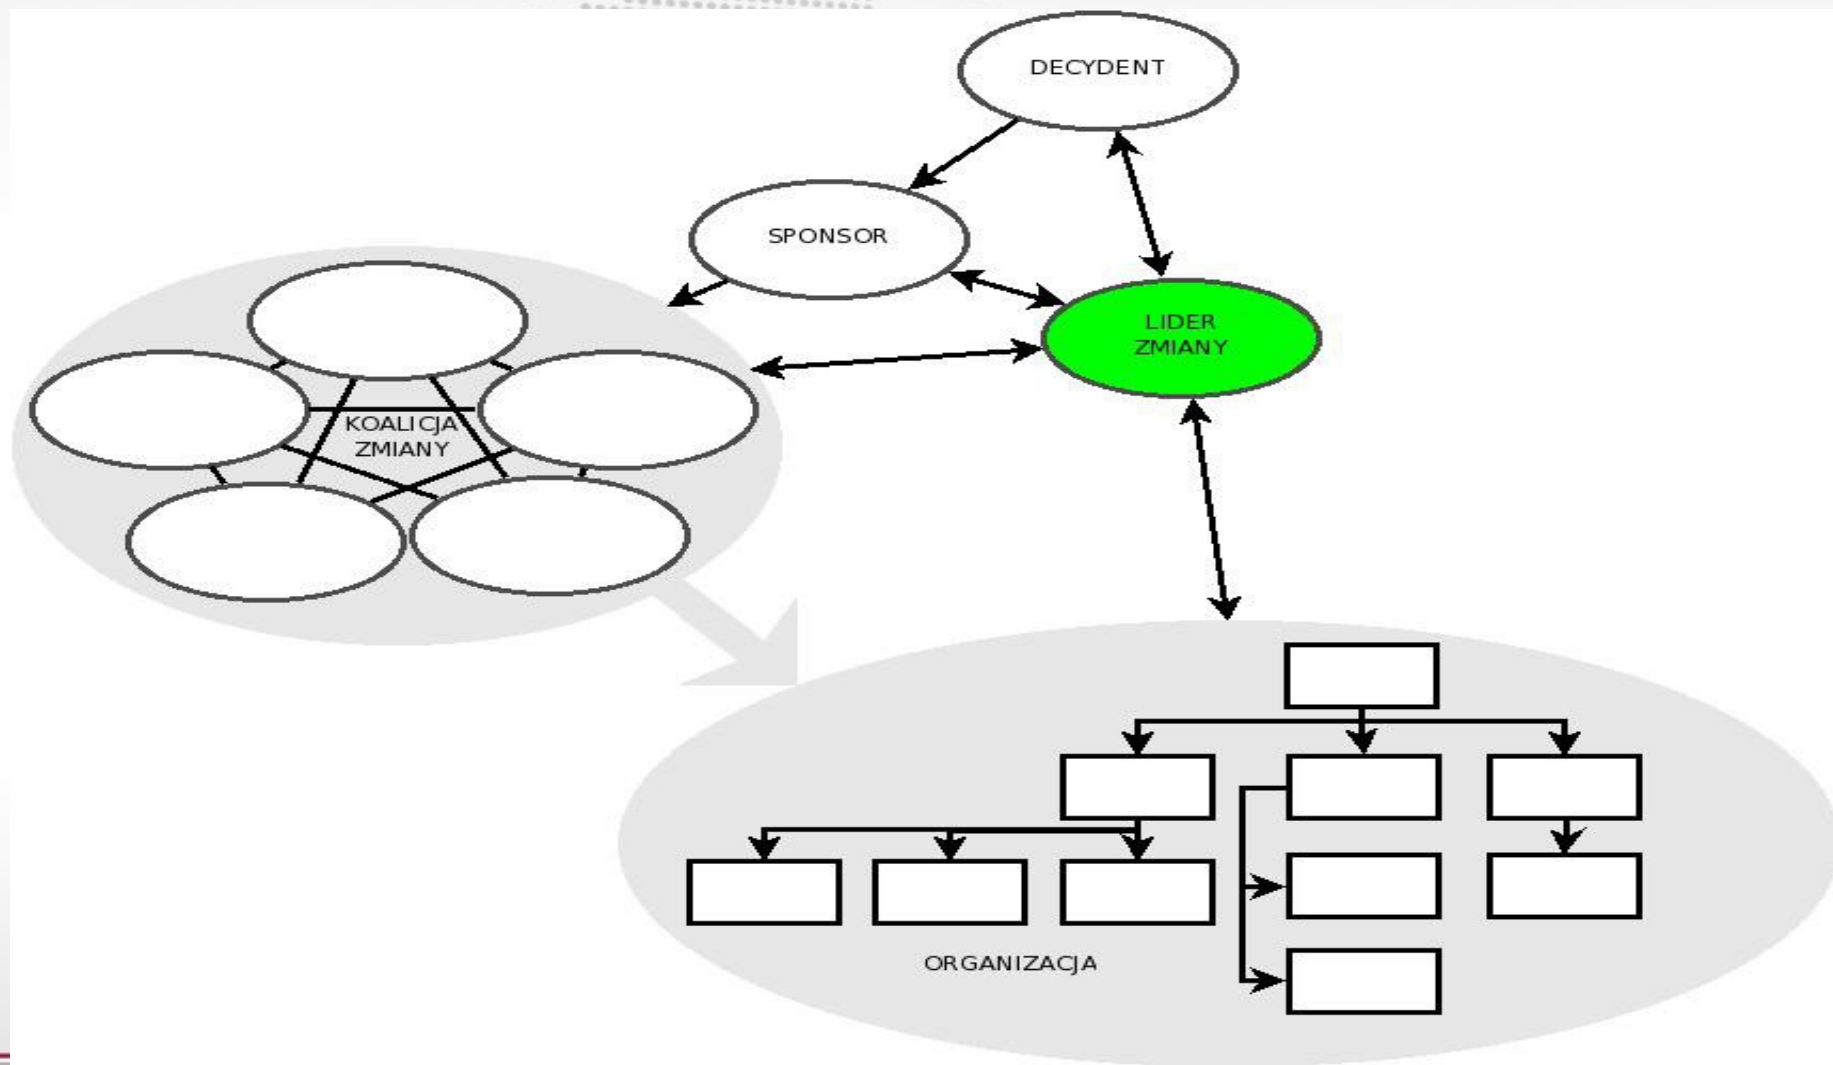 DECYDENT
SPONSOR
LIDER
ZMIANY
KOALICJA
ZMIANY
ORGANIZACJA